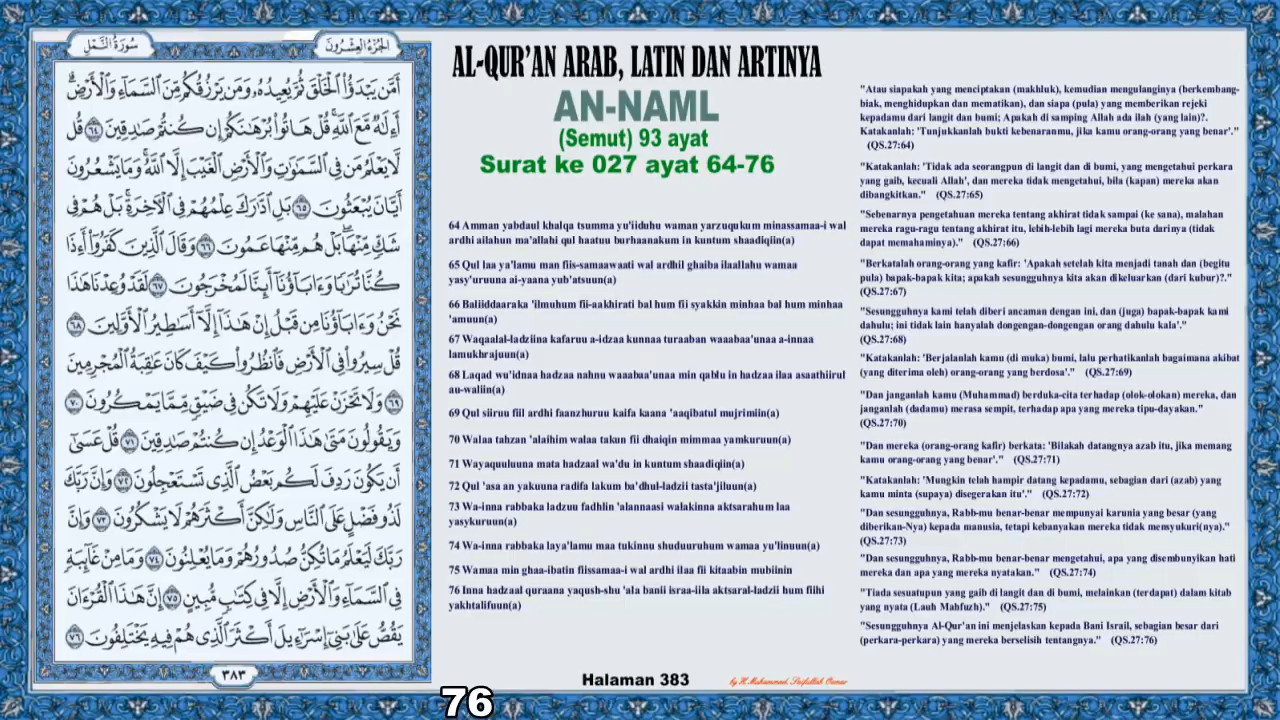 سُورَةُ النَّمْلِ
الجُزْءُ العِشْرُونَ
أَمَّن يَبْدَؤُا۟ الْخَلْقَ ثُمَّ يُعِيدُهُۥ وَمَن يَرْزُقُكُم مِّنَ السَّمَآءِ وَالْأَرْضِ ۗ
أَءِلَٰهٌ مَّعَ اللَّهِ ۚ قُلْ هَاتُوا۟ بُرْهَٰنَكُمْ إِن كُنتُمْ صَٰدِقِينَ ٦٤ قُل
لَّا يَعْلَمُ مَن فِي السَّمَٰوَٰتِ وَالْأَرْضِ الْغَيْبَ إِلَّا اللَّهُ ۚ وَمَا يَشْعُرُونَ
أَيَّانَ يُبْعَثُونَ ٦٥ بَلِ ادَّٰرَكَ عِلْمُهُمْ فِي الْءَاخِرَةِ ۚ بَلْ هُمْ فِي
شَكٍّ مِّنْهَا ۖ بَلْ هُم مِّنْهَا عَمُونَ ٦٦ وَقَالَ الَّذِينَ كَفَرُوٓا۟ أَءِذَا
كُنَّا تُرَٰبًا وَءَابَآؤُنَآ أَئِنَّا لَمُخْرَجُونَ ٦٧ لَقَدْ وُعِدْنَا هَٰذَا
نَحْنُ وَءَابَآؤُنَا مِن قَبْلُ إِنْ هَٰذَآ إِلَّآ أَسَٰطِيرُ الْأَوَّلِينَ ٦٨
قُلْ سِيرُوا۟ فِي الْأَرْضِ فَانظُرُوا۟ كَيْفَ كَانَ عَٰقِبَةُ الْمُجْرِمِينَ
٦٩ وَلَا تَحْزَنْ عَلَيْهِمْ وَلَا تَكُن فِي ضَيْقٍ مِّمَّا يَمْكُرُونَ ٧٠
وَيَقُولُونَ مَتَىٰ هَٰذَا الْوَعْدُ إِن كُنتُمْ صَٰدِقِينَ ٧١ قُلْ عَسَىٰٓ
أَن يَكُونَ رَدِفَ لَكُم بَعْضُ الَّذِي تَسْتَعْجِلُونَ ٧٢ وَإِنَّ رَبَّكَ
لَذُو فَضْلٍ عَلَى النَّاسِ وَلَٰكِنَّ أَكْثَرَهُمْ لَا يَشْكُرُونَ ٧٣ وَإِنَّ
رَبَّكَ لَيَعْلَمُ مَا تُكِنُّ صُدُورُهُمْ وَمَا يُعْلِنُونَ ٧٤ وَمَا مِنْ غَآئِبَةٍ
فِي السَّمَآءِ وَالْأَرْضِ إِلَّا فِي كِتَٰبٍ مُّبِينٍ ٧٥ إِنَّ هَٰذَا الْقُرْءَانَ
يَقُصُّ عَلَىٰ بَنِيٓ إِسْرَٰٓءِيلَ أَكْثَرَ الَّذِي هُمْ فِيهِ يَخْتَلِفُونَ ٧٦
٣٨٣
AL-QUR'AN ARAB, LATIN DAN ARTINYA
AN-NAML
(Semut) 93 ayat
Surat ke 027 ayat 64-76
64 Amman yabdaul khalqa tsumma yu'iiduhu waman yarzuqukum minassamaa-i wal
ardhi ailahun ma'allahi qul haatuu burhaanakum in kuntum shaadiqiin(a)
65 Qul laa ya'lamu man fiis-samaawaati wal ardhil ghaiba ilaallahu wamaa
yasy'uruuna ai-yaana yub'atsuun(a)
66 Baliiddaaraka 'ilmuhum fii-aakhirati bal hum fii syakkin minhaa bal hum minhaa
'amuun(a)
67 Waqaalal-ladziina kafaruu a-idzaa kunnaa turaaban waaabaa'unaa a-innaa
lamukhrajuun(a)
68 Laqad wu'idnaa hadzaa nahnu waaabaa'unaa min qablu in hadzaa ilaa asaathiirul
au-waliin(a)
69 Qul siiruu fiil ardhi faanzhuruu kaifa kaana 'aaqibatul mujrimiin(a)
70 Walaa tahzan 'alaihim walaa takun fii dhaiqin mimmaa yamkuruun(a)
71 Wayaquuluuna mata hadzaal wa'du in kuntum shaadiqiin(a)
72 Qul 'asa an yakuuna radifa lakum ba'dhul-ladzii tasta'jiluun(a)
73 Wa-inna rabbaka ladzuu fadhlin 'alannaasi walakinna aktsarahum laa
yasykuruun(a)
74 Wa-inna rabbaka laya'lamu maa tukinnu shuduuruhum wamaa yu'linuun(a)
75 Wamaa min ghaa-ibatin fiissamaa-i wal ardhi ilaa fii kitaabin mubiinin
76 Inna hadzaal quraana yaqush-shu 'ala banii israa-iila aktsaral-ladzii hum fiihi
yakhtalifuun(a)
"Atau siapakah yang menciptakan (makhluk), kemudian mengulanginya (berkembang-
biak, menghidupkan dan mematikan), dan siapa (pula) yang memberikan rejeki
kepadamu dari langit dan bumi; Apakah di samping Allah ada ilah (yang lain)?.
Katakanlah: 'Tunjukkanlah bukti kebenaranmu, jika kamu orang-orang yang benar'."
(QS.27:64)
"Katakanlah: 'Tidak ada seorangpun di langit dan di bumi, yang mengetahui perkara
yang gaib, kecuali Allah', dan mereka tidak mengetahui, bila (kapan) mereka akan
dibangkitkan." (QS.27:65)
"Sebenarnya pengetahuan mereka tentang akhirat tidak sampai (ke sana), malahan
mereka ragu-ragu tentang akhirat itu, lebih-lebih lagi mereka buta darinya (tidak
dapat memahaminya)." (QS.27:66)
"Berkatalah orang-orang yang kafir: 'Apakah setelah kita menjadi tanah dan (begitu
pula) bapak-bapak kita; apakah sesungguhnya kita akan dikeluarkan (dari kubur)?."
(QS.27:67)
"Sesungguhnya kami telah diberi ancaman dengan ini, dan (juga) bapak-bapak kami
dahulu; ini tidak lain hanyalah dongengan-dongengan orang dahulu kala'."
(QS.27:68)
"Katakanlah: 'Berjalanlah kamu (di muka) bumi, lalu perhatikanlah bagaimana akibat
(yang diterima oleh) orang-orang yang berdosa'." (QS.27:69)
"Dan janganlah kamu (Muhammad) berduka-cita terhadap (olok-olokan) mereka, dan
janganlah (dadamu) merasa sempit, terhadap apa yang mereka tipu-dayakan."
(QS.27:70)
"Dan mereka (orang-orang kafir) berkata: 'Bilakah datangnya azab itu, jika memang
kamu orang-orang yang benar'." (QS.27:71)
"Katakanlah: 'Mungkin telah hampir datang kepadamu, sebagian dari (azab) yang
kamu minta (supaya) disegerakan itu'." (QS.27:72)
"Dan sesungguhnya, Rabb-mu benar-benar mempunyai karunia yang besar (yang
diberikan-Nya) kepada manusia, tetapi kebanyakan mereka tidak mensyukuri(nya)."
(QS.27:73)
"Dan sesungguhnya, Rabb-mu benar-benar mengetahui, apa yang disembunyikan hati
mereka dan apa yang mereka nyatakan." (QS.27:74)
"Tiada sesuatupun yang gaib di langit dan di bumi, melainkan (terdapat) dalam kitab
yang nyata (Lauh Mahfuzh)." (QS.27:75)
"Sesungguhnya Al-Qur'an ini menjelaskan kepada Bani Israil, sebagian besar dari
(perkara-perkara) yang mereka berselisih tentangnya." (QS.27:76)
Halaman 383
by H.Muhammad Saifullah Oemar
76